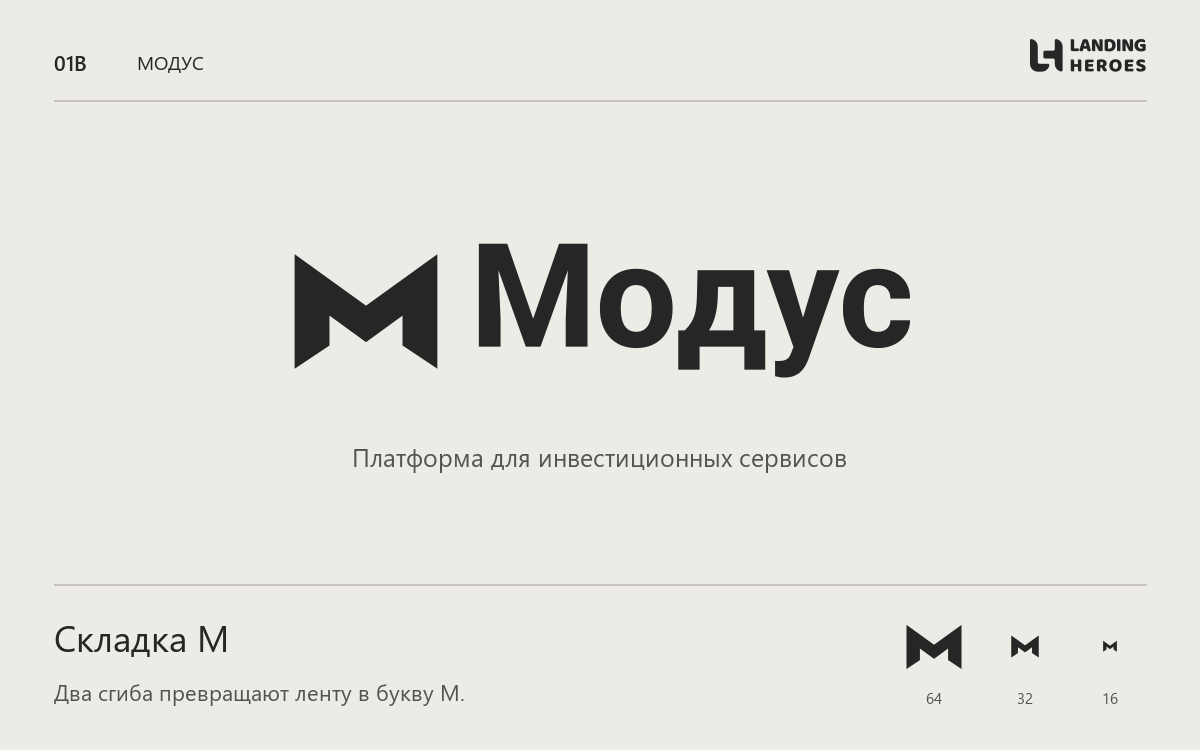 01B
МОДУС
LANDING
HEROES
Модус
Платформа для инвестиционных сервисов
Складка М
Два сгиба превращают ленту в букву М.
64
32
16